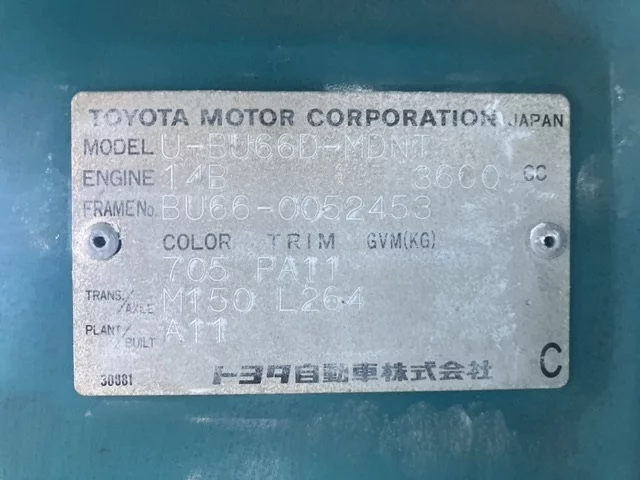 TOYOTA MOTOR CORPORATION JAPAN
MODEL U-BU66D-MDNT
ENGINE 14B 3600 CC
FRAME No. BU66-0052453
COLOR TRIM GVM(KG)
705 PA11
TRANS./AXLE M150 L264
PLANT/BUILT A11
30981 トヨタ自動車株式会社 C